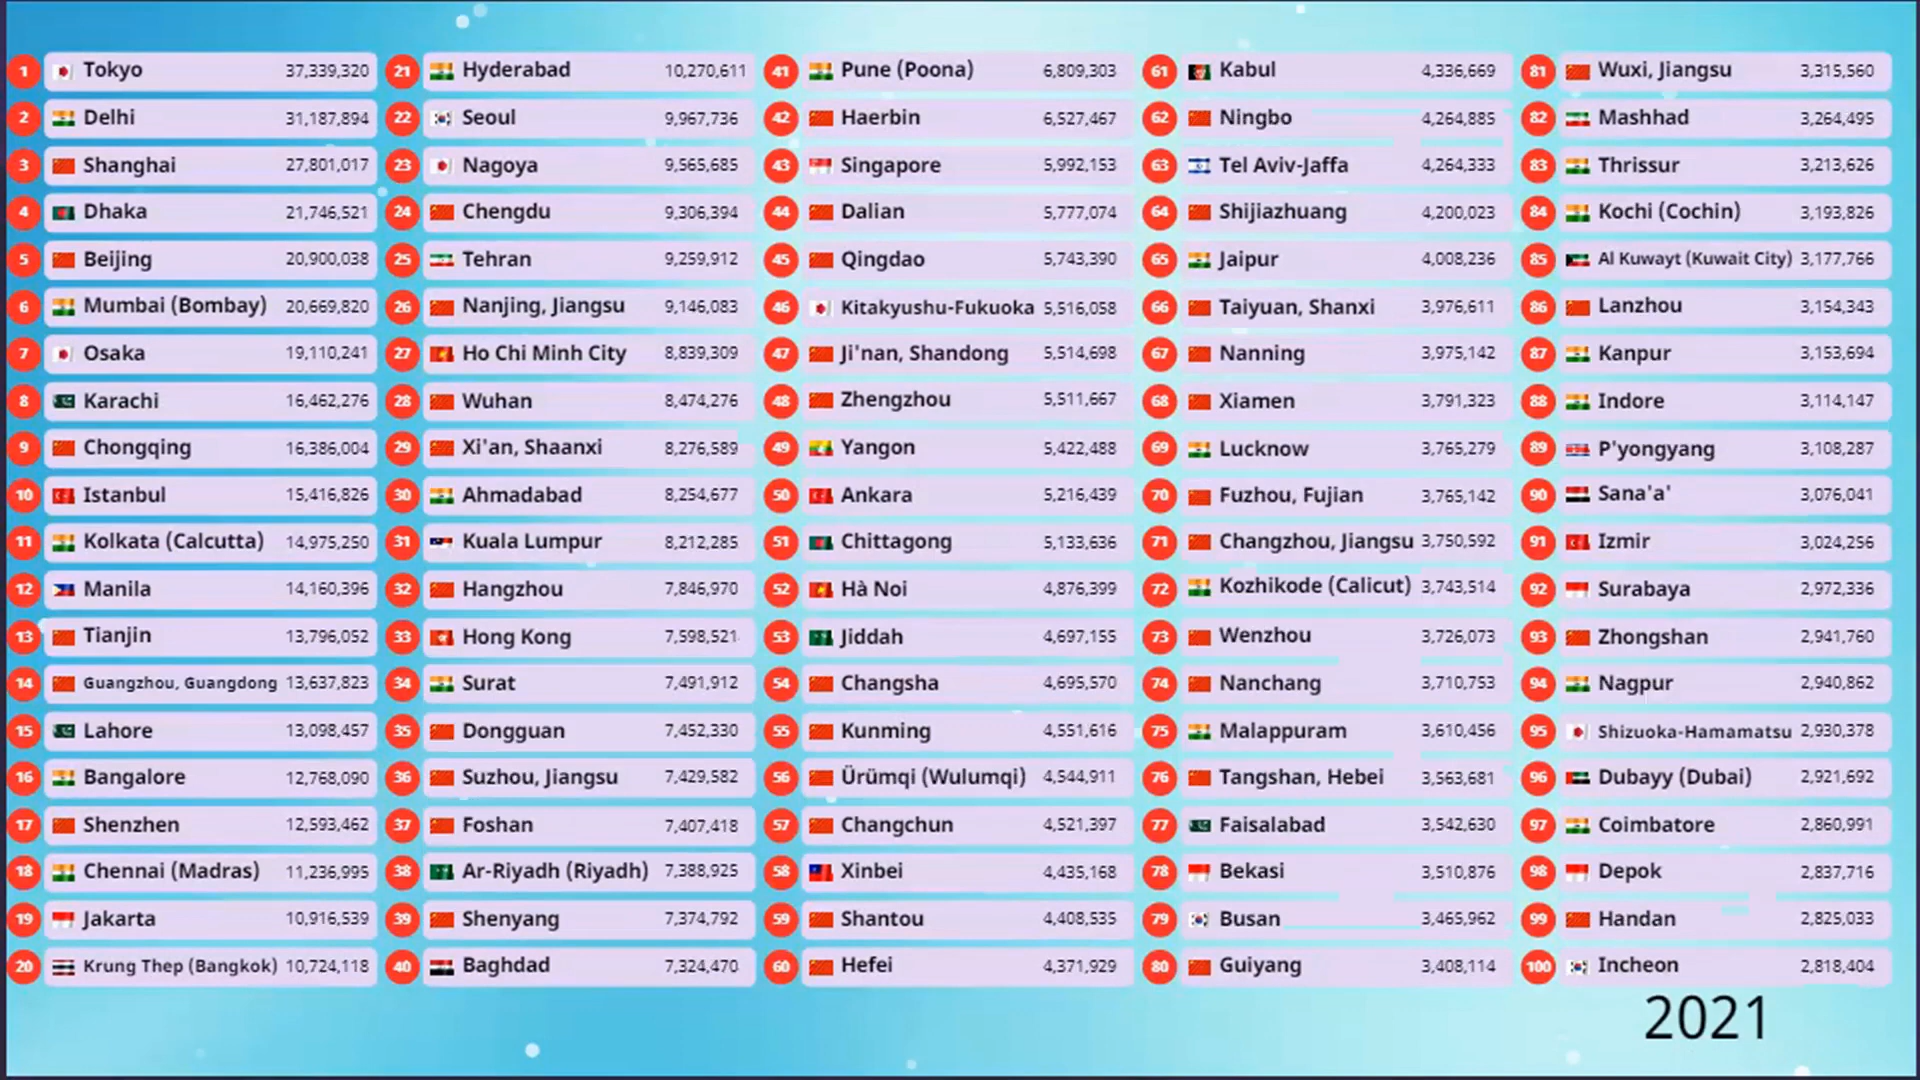 1 Tokyo 37,339,320
2 Delhi 31,187,894
3 Shanghai 27,801,017
4 Dhaka 21,746,521
5 Beijing 20,900,038
6 Mumbai (Bombay) 20,669,820
7 Osaka 19,110,241
8 Karachi 16,462,276
9 Chongqing 16,386,004
10 Istanbul 15,416,826
11 Kolkata (Calcutta) 14,975,250
12 Manila 14,160,396
13 Tianjin 13,796,052
14 Guangzhou, Guangdong 13,637,823
15 Lahore 13,098,457
16 Bangalore 12,768,090
17 Shenzhen 12,593,462
18 Chennai (Madras) 11,236,995
19 Jakarta 10,916,539
20 Krung Thep (Bangkok) 10,724,118
21 Hyderabad 10,270,611
22 Seoul 9,967,736
23 Nagoya 9,565,685
24 Chengdu 9,306,394
25 Tehran 9,259,912
26 Nanjing, Jiangsu 9,146,083
27 Ho Chi Minh City 8,839,309
28 Wuhan 8,474,276
29 Xi'an, Shaanxi 8,276,589
30 Ahmadabad 8,254,677
31 Kuala Lumpur 8,212,285
32 Hangzhou 7,846,970
33 Hong Kong 7,598,521
34 Surat 7,491,912
35 Dongguan 7,452,330
36 Suzhou, Jiangsu 7,429,582
37 Foshan 7,407,418
38 Ar-Riyadh (Riyadh) 7,388,925
39 Shenyang 7,374,792
40 Baghdad 7,324,470
41 Pune (Poona) 6,809,303
42 Haerbin 6,527,467
43 Singapore 5,992,153
44 Dalian 5,777,074
45 Qingdao 5,743,390
46 Kitakyushu-Fukuoka 5,516,058
47 Ji'nan, Shandong 5,514,698
48 Zhengzhou 5,511,667
49 Yangon 5,422,488
50 Ankara 5,216,439
51 Chittagong 5,133,636
52 Hà Noi 4,876,399
53 Jiddah 4,697,155
54 Changsha 4,695,570
55 Kunming 4,551,616
56 Ürümqi (Wulumqi) 4,544,911
57 Changchun 4,521,397
58 Xinbei 4,435,168
59 Shantou 4,408,535
60 Hefei 4,371,929
61 Kabul 4,336,669
62 Ningbo 4,264,885
63 Tel Aviv-Jaffa 4,264,333
64 Shijiazhuang 4,200,023
65 Jaipur 4,008,236
66 Taiyuan, Shanxi 3,976,611
67 Nanning 3,975,142
68 Xiamen 3,791,323
69 Lucknow 3,765,279
70 Fuzhou, Fujian 3,765,142
71 Changzhou, Jiangsu 3,750,592
72 Kozhikode (Calicut) 3,743,514
73 Wenzhou 3,726,073
74 Nanchang 3,710,753
75 Malappuram 3,610,456
76 Tangshan, Hebei 3,563,681
77 Faisalabad 3,542,630
78 Bekasi 3,510,876
79 Busan 3,465,962
80 Guiyang 3,408,114
81 Wuxi, Jiangsu 3,315,560
82 Mashhad 3,264,495
83 Thrissur 3,213,626
84 Kochi (Cochin) 3,193,826
85 Al Kuwayt (Kuwait City) 3,177,766
86 Lanzhou 3,154,343
87 Kanpur 3,153,694
88 Indore 3,114,147
89 P'yongyang 3,108,287
90 Sana'a' 3,076,041
91 Izmir 3,024,256
92 Surabaya 2,972,336
93 Zhongshan 2,941,760
94 Nagpur 2,940,862
95 Shizuoka-Hamamatsu 2,930,378
96 Dubayy (Dubai) 2,921,692
97 Coimbatore 2,860,991
98 Depok 2,837,716
99 Handan 2,825,033
100 Incheon 2,818,404
2021